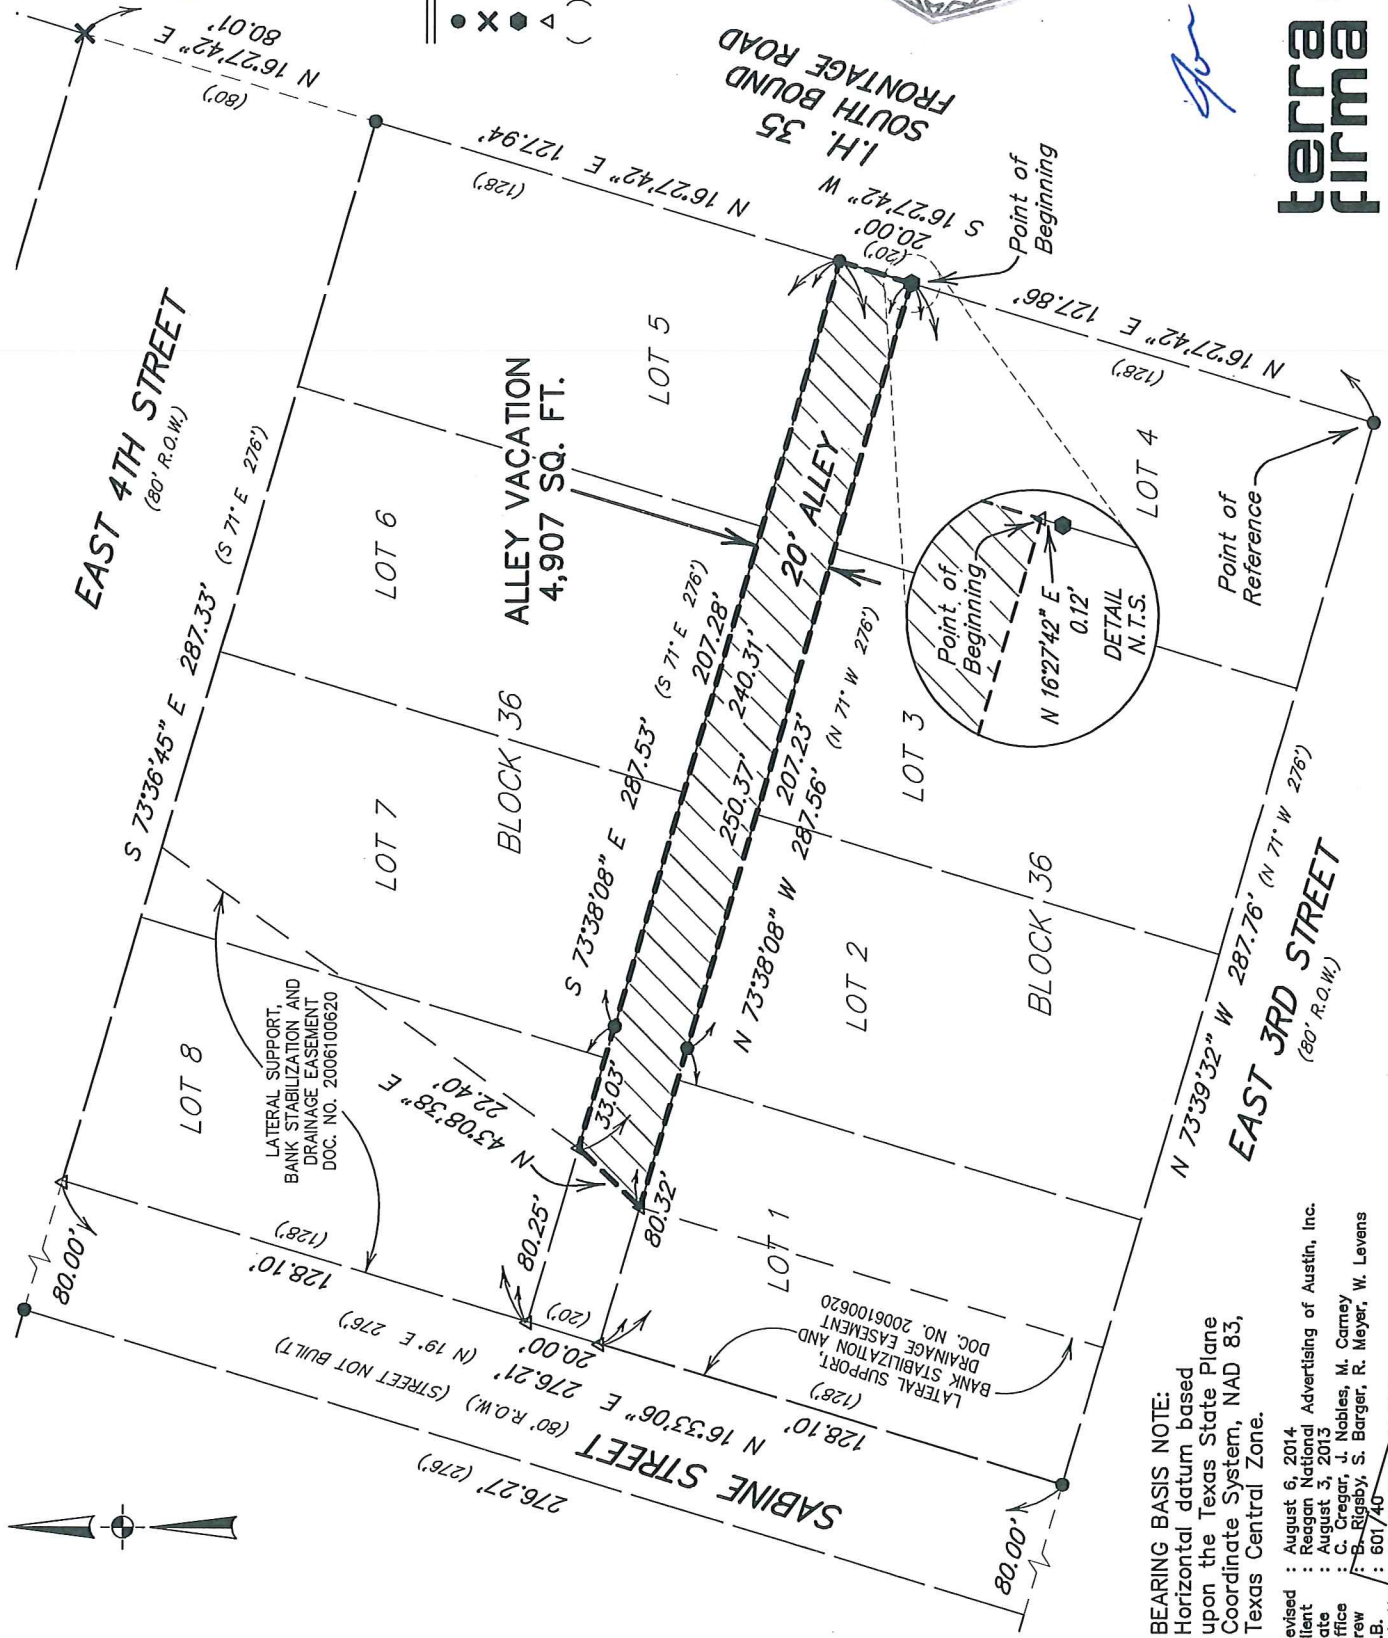 N 16°27'42" E
80.01'
(80')
I.H. 35
SOUTH BOUND
FRONTAGE ROAD
terra
firma
N 16°27'42" E 127.94'
(128')
S 16°27'42" W
20.00'
(20')
Point of
Beginning
N 16°27'42" E 127.86'
(128')
EAST 4TH STREET
(80' R.O.W.)
S 73°36'45" E 287.33' (S 71° E 276')
LOT 5
LOT 6
LOT 7
LOT 8
BLOCK 36
ALLEY VACATION
4,907 SQ. FT.
20' ALLEY
S 73°38'08" E 287.53' (S 71° E 276')
207.28'
240.31'
250.37'
207.23'
N 73°38'08" W 287.56' (N 71° W 276')
33.03'
N 43°08'38" E
22.40'
80.25'
80.32'
Point of
Beginning
N 16°27'42" E
0.12'
DETAIL
N.T.S.
LOT 4
LOT 3
LOT 2
LOT 1
BLOCK 36
Point of
Reference
LATERAL SUPPORT,
BANK STABILIZATION AND
DRAINAGE EASEMENT
DOC. NO. 2006100620
LATERAL SUPPORT,
BANK STABILIZATION AND
DRAINAGE EASEMENT
DOC. NO. 2006100620
80.00'
128.10'
(128')
20.00'
(20')
128.10'
(128')
N 16°33'06" E 276.21' (N 19° E 276')
(80' R.O.W.) (STREET NOT BUILT)
SABINE STREET
276.27' (276')
80.00'
N 73°39'32" W 287.76' (N 71° W 276')
EAST 3RD STREET
(80' R.O.W.)
BEARING BASIS NOTE:
Horizontal datum based
upon the Texas State Plane
Coordinate System, NAD 83,
Texas Central Zone.
evised : August 6, 2014
lient : Reagan National Advertising of Austin, Inc.
ate : August 3, 2013
ffice : C. Cregar, J. Nobles, M. Carney
rew : B. Rigsby, S. Barger, R. Meyer, W. Levens
.B. : 601/40